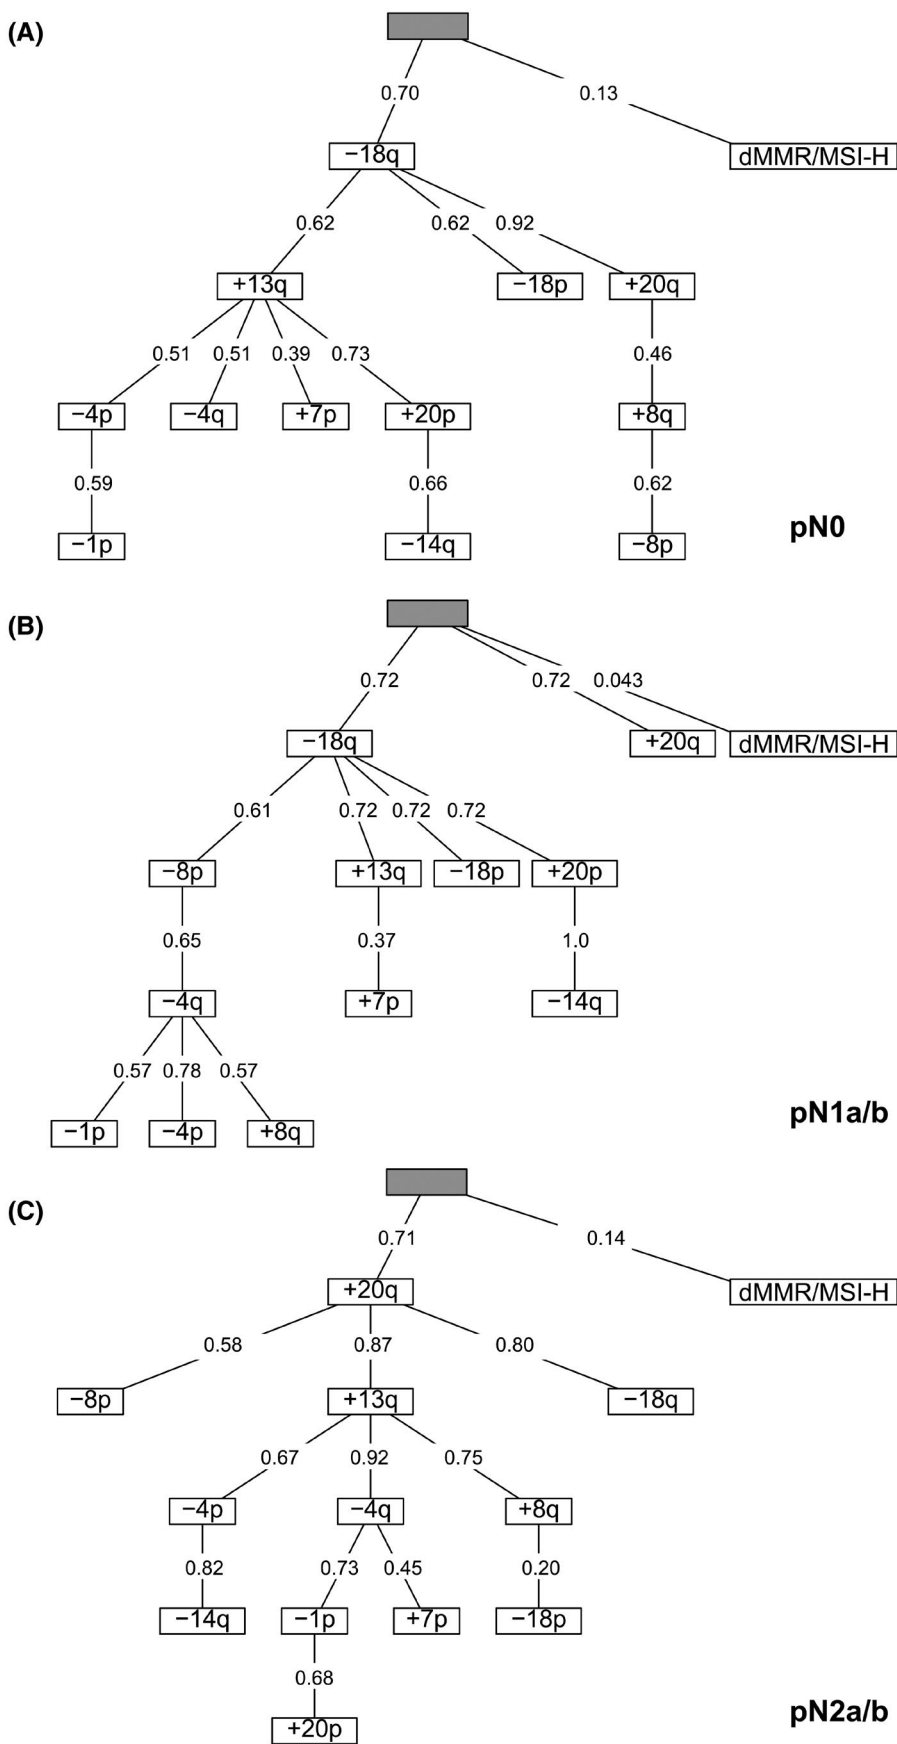 (A)
0.70 0.13
−18q dMMR/MSI-H
0.62 0.62 0.92
+13q −18p +20q
0.51 0.51 0.39 0.73 0.46
−4p −4q +7p +20p +8q
0.59 0.66 0.62
−1p −14q −8p
pN0
(B)
0.72 0.72 0.043
−18q +20q dMMR/MSI-H
0.61 0.72 0.72 0.72
−8p +13q −18p +20p
0.65 0.37 1.0
−4q +7p −14q
0.57 0.78 0.57
−1p −4p +8q
pN1a/b
(C)
0.71 0.14
+20q dMMR/MSI-H
0.58 0.87 0.80
−8p +13q −18q
0.67 0.92 0.75
−4p −4q +8q
0.82 0.73 0.45 0.20
−14q −1p +7p −18p
0.68
+20p
pN2a/b